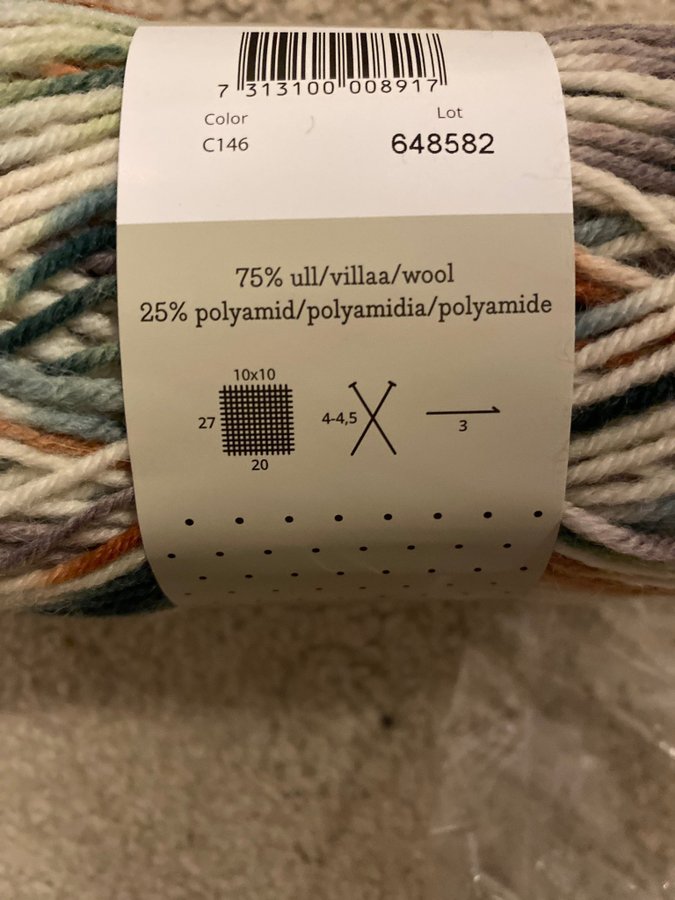 7 313100 008917
Color
C146
Lot
648582
75% ull/villaa/wool
25% polyamid/polyamidia/polyamide
10x10
27
20
4-4,5
3